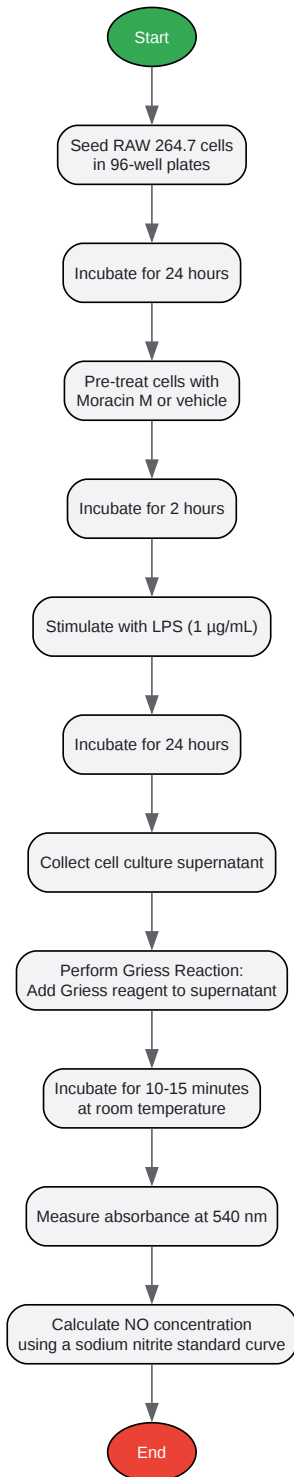 Start
Seed RAW 264.7 cells
in 96-well plates
Incubate for 24 hours
Pre-treat cells with
Moracin M or vehicle
Incubate for 2 hours
Stimulate with LPS (1 µg/mL)
Incubate for 24 hours
Collect cell culture supernatant
Perform Griess Reaction:
Add Griess reagent to supernatant
Incubate for 10-15 minutes
at room temperature
Measure absorbance at 540 nm
Calculate NO concentration
using a sodium nitrite standard curve
End